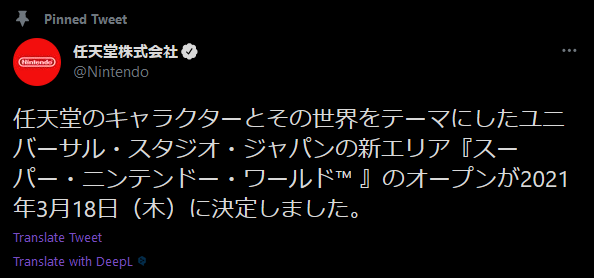 Pinned Tweet
任天堂株式会社
Nintendo
@Nintendo
任天堂のキャラクターとその世界をテーマにしたユニ
バーサル・スタジオ・ジャパンの新エリア『スー
パー・ニンテンドー・ワールド™ 』のオープンが2021
年3月18日（木）に決定しました。
Translate Tweet
Translate with DeepL